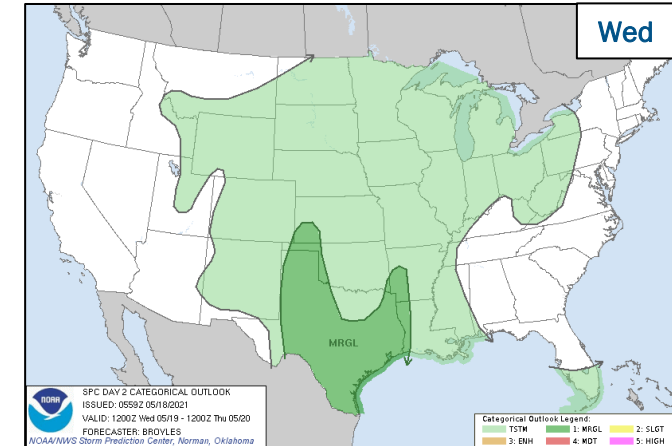 Wed
MRGL
NOAA
SPC DAY 2 CATEGORICAL OUTLOOK
ISSUED: 0559Z 05/18/2021
VALID: 1200Z Wed 05/19 - 1200Z Thu 05/20
FORECASTER: BROYLES
NOAA/NWS Storm Prediction Center, Norman, Oklahoma
Categorical Outlook Legend:
TSTM 1: MRGL 2: SLGT
3: ENH 4: MDT 5: HIGH